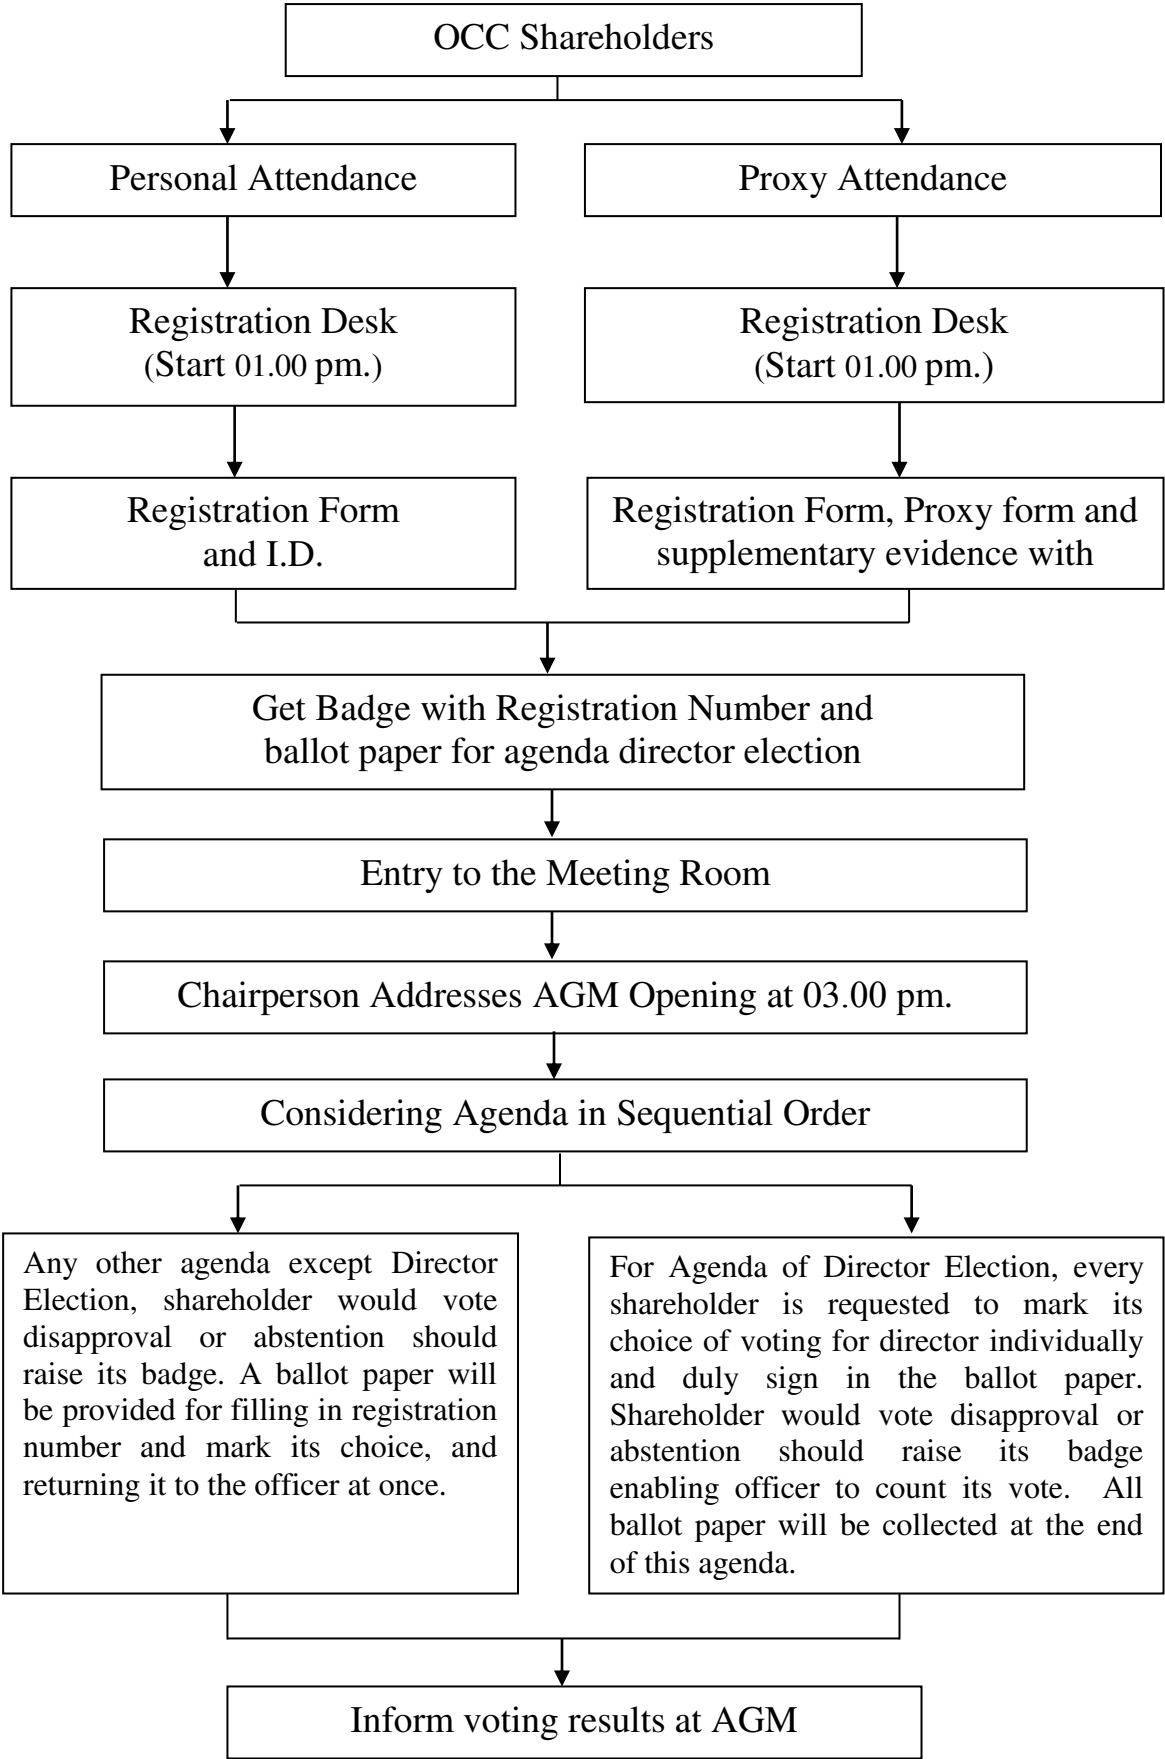 OCC Shareholders
Personal Attendance
Proxy Attendance
Registration Desk
(Start 01.00 pm.)
Registration Desk
(Start 01.00 pm.)
Registration Form
and I.D.
Registration Form, Proxy form and
supplementary evidence with
Get Badge with Registration Number and
ballot paper for agenda director election
Entry to the Meeting Room
Chairperson Addresses AGM Opening at 03.00 pm.
Considering Agenda in Sequential Order
Any other agenda except Director
Election, shareholder would vote
disapproval or abstention should
raise its badge. A ballot paper will
be provided for filling in registration
number and mark its choice, and
returning it to the officer at once.
For Agenda of Director Election, every
shareholder is requested to mark its
choice of voting for director individually
and duly sign in the ballot paper.
Shareholder would vote disapproval or
abstention should raise its badge
enabling officer to count its vote. All
ballot paper will be collected at the end
of this agenda.
Inform voting results at AGM